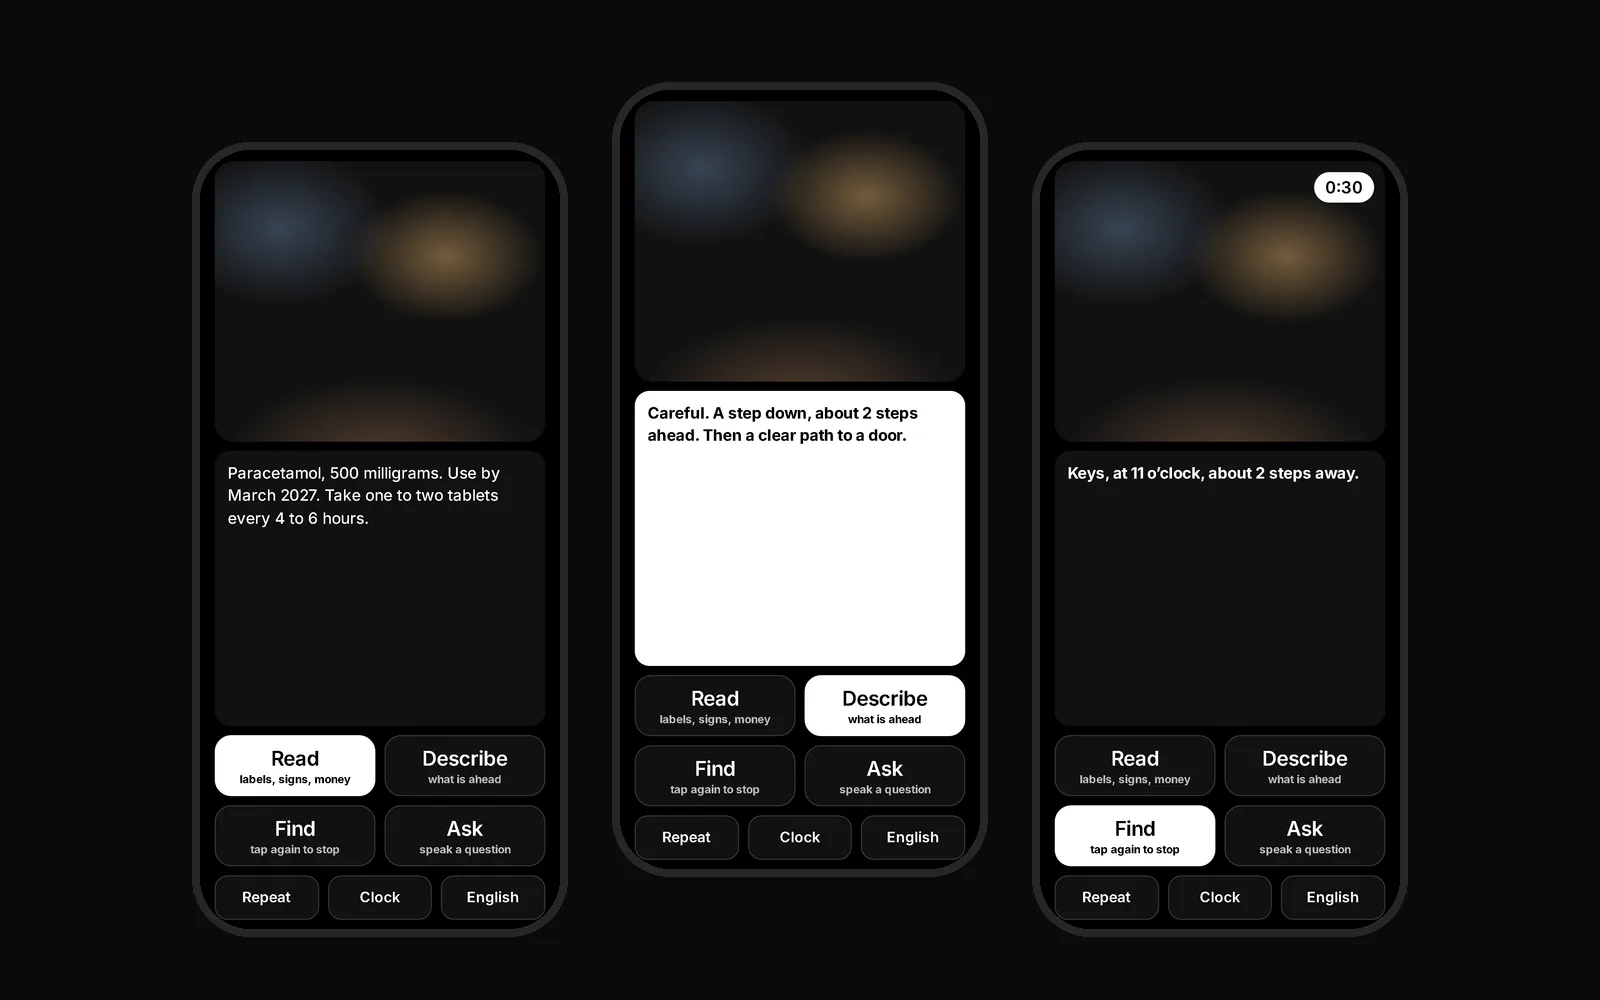 Paracetamol, 500 milligrams. Use by
March 2027. Take one to two tablets
every 4 to 6 hours.
Read
labels, signs, money
Describe
what is ahead
Find
tap again to stop
Ask
speak a question
Repeat
Clock
English
Careful. A step down, about 2 steps
ahead. Then a clear path to a door.
Read
labels, signs, money
Describe
what is ahead
Find
tap again to stop
Ask
speak a question
Repeat
Clock
English
0:30
Keys, at 11 o’clock, about 2 steps away.
Read
labels, signs, money
Describe
what is ahead
Find
tap again to stop
Ask
speak a question
Repeat
Clock
English